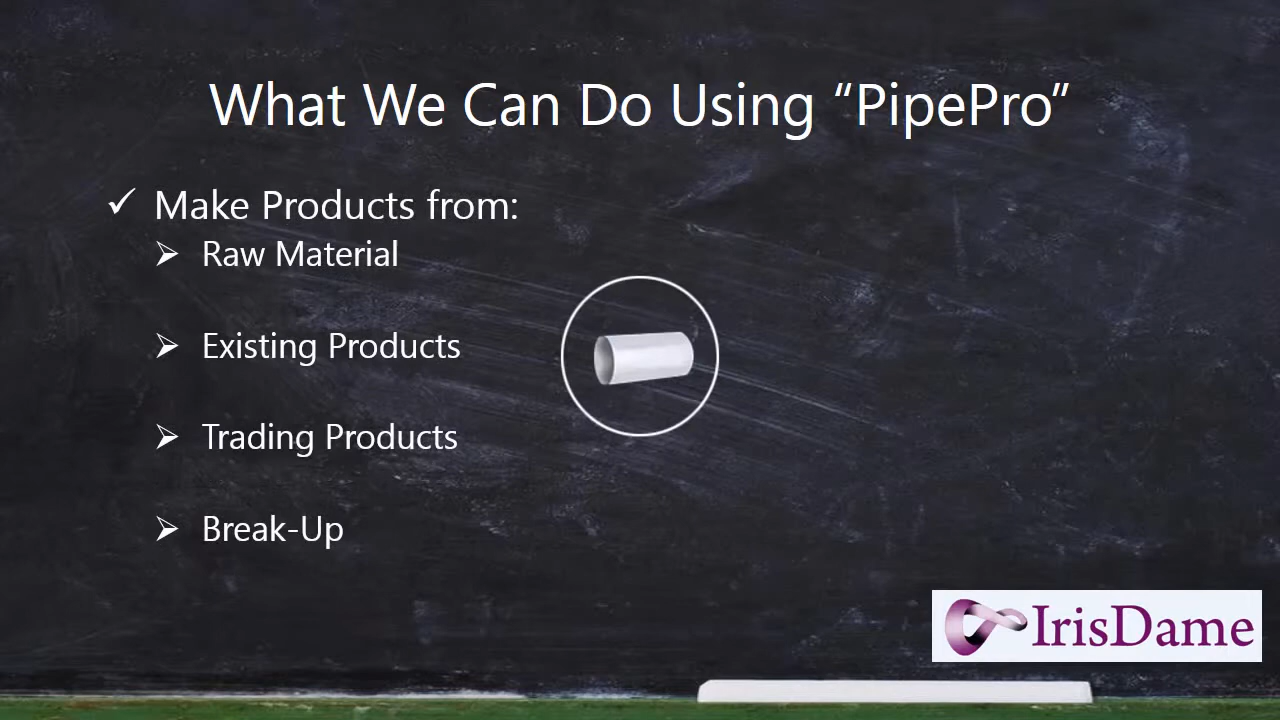 What We Can Do Using “PipePro”
✓ Make Products from:
➢ Raw Material
➢ Existing Products
➢ Trading Products
➢ Break-Up
IrisDame